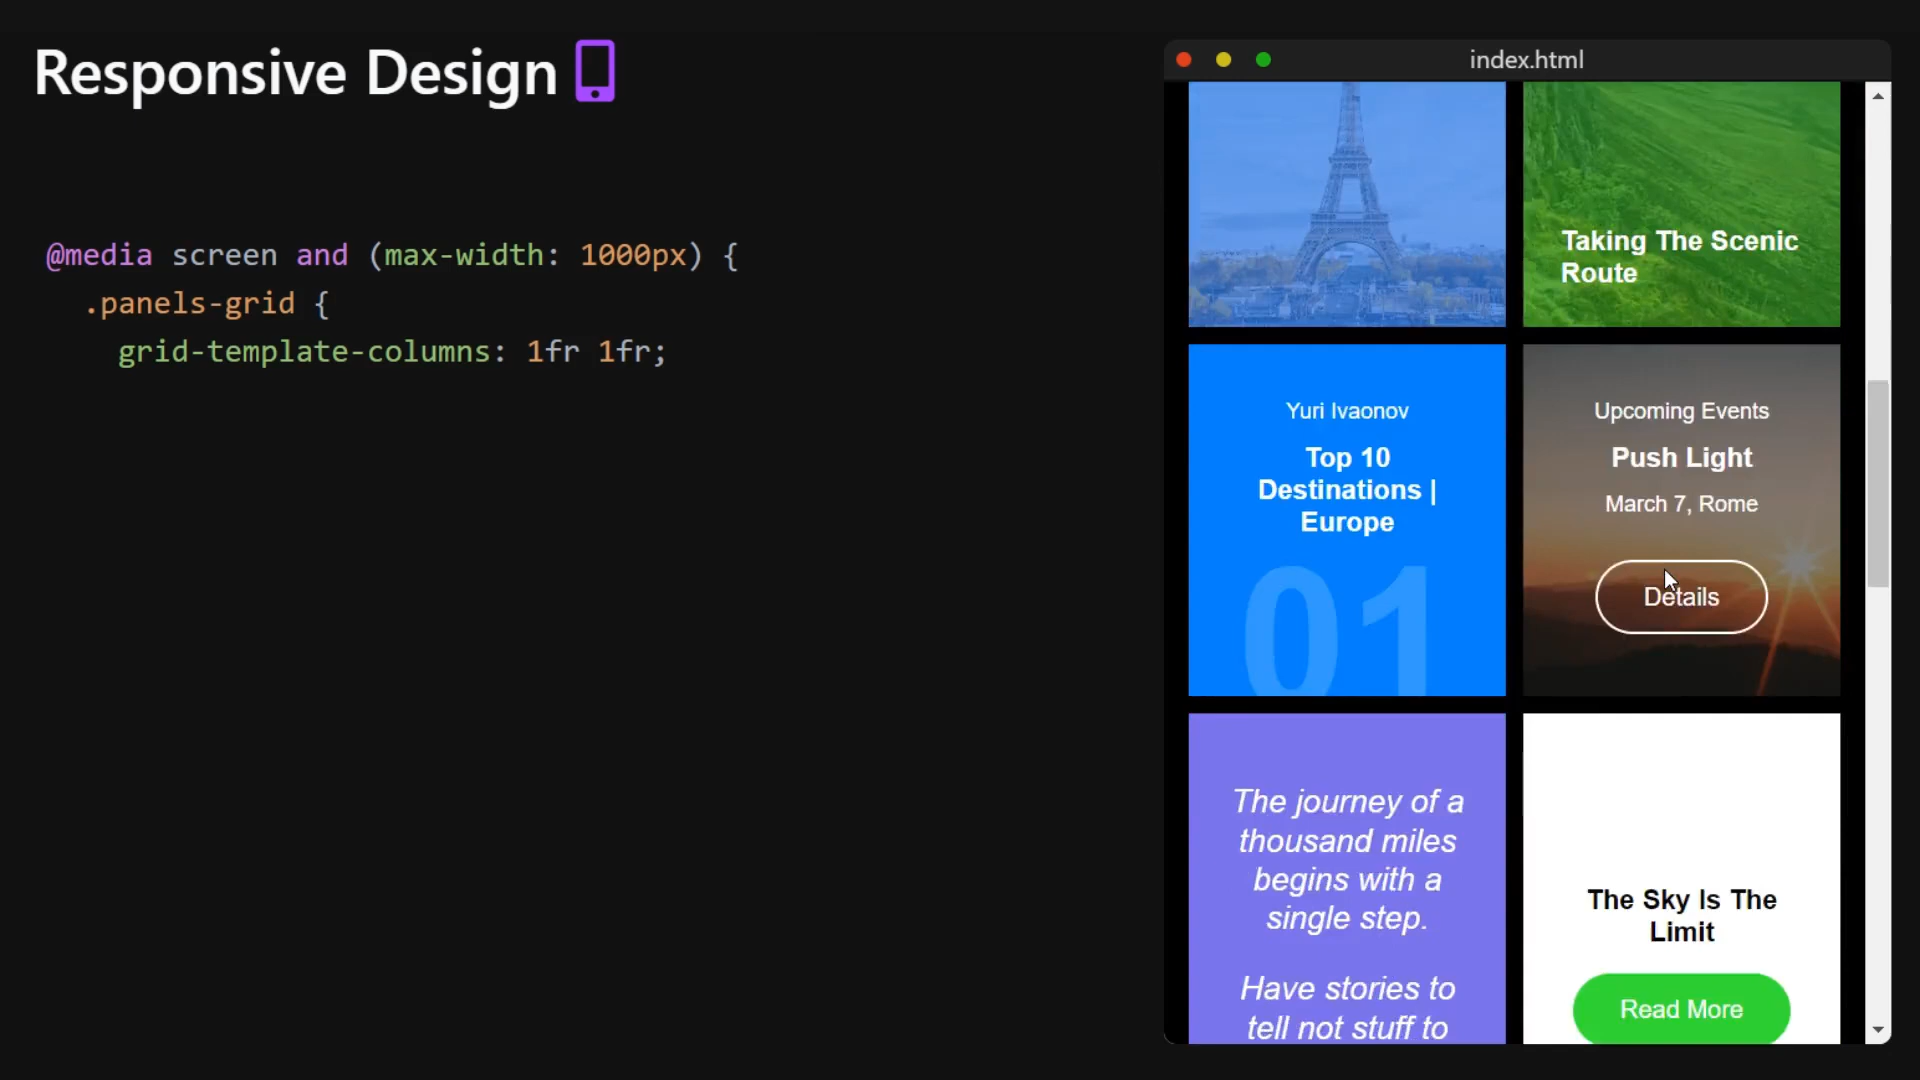 Responsive Design
@media screen and (max-width: 1000px) {
.panels-grid {
grid-template-columns: 1fr 1fr;
index.html
Taking The Scenic
Route
Yuri Ivaonov
Top 10
Destinations |
Europe
01
Upcoming Events
Push Light
March 7, Rome
Details
The journey of a
thousand miles
begins with a
single step.
Have stories to
tell not stuff to
The Sky Is The
Limit
Read More